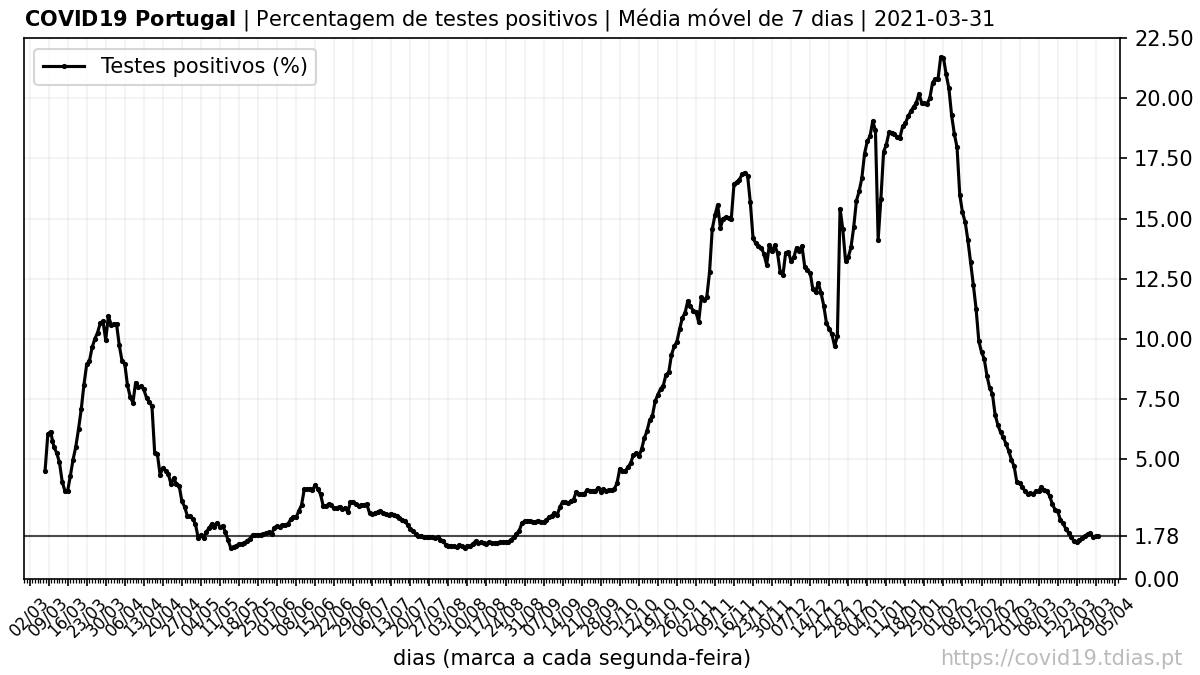 COVID19 Portugal | Percentagem de testes positivos | Média móvel de 7 dias | 2021-03-31
Testes positivos (%)
22.50
20.00
17.50
15.00
12.50
10.00
7.50
5.00
1.78
0.00
02/03 09/03 16/03 23/03 30/03 06/04 13/04 20/04 27/04 04/05 11/05 18/05 25/05 01/06 08/06 15/06 22/06 29/06 06/07 13/07 20/07 27/07 03/08 10/08 17/08 24/08 31/08 07/09 14/09 21/09 28/09 05/10 12/10 19/10 26/10 02/11 09/11 16/11 23/11 30/11 07/12 14/12 21/12 28/12 04/01 11/01 18/01 25/01 01/02 08/02 15/02 22/02 01/03 08/03 15/03 22/03 29/03 05/04
dias (marca a cada segunda-feira)
https://covid19.tdias.pt